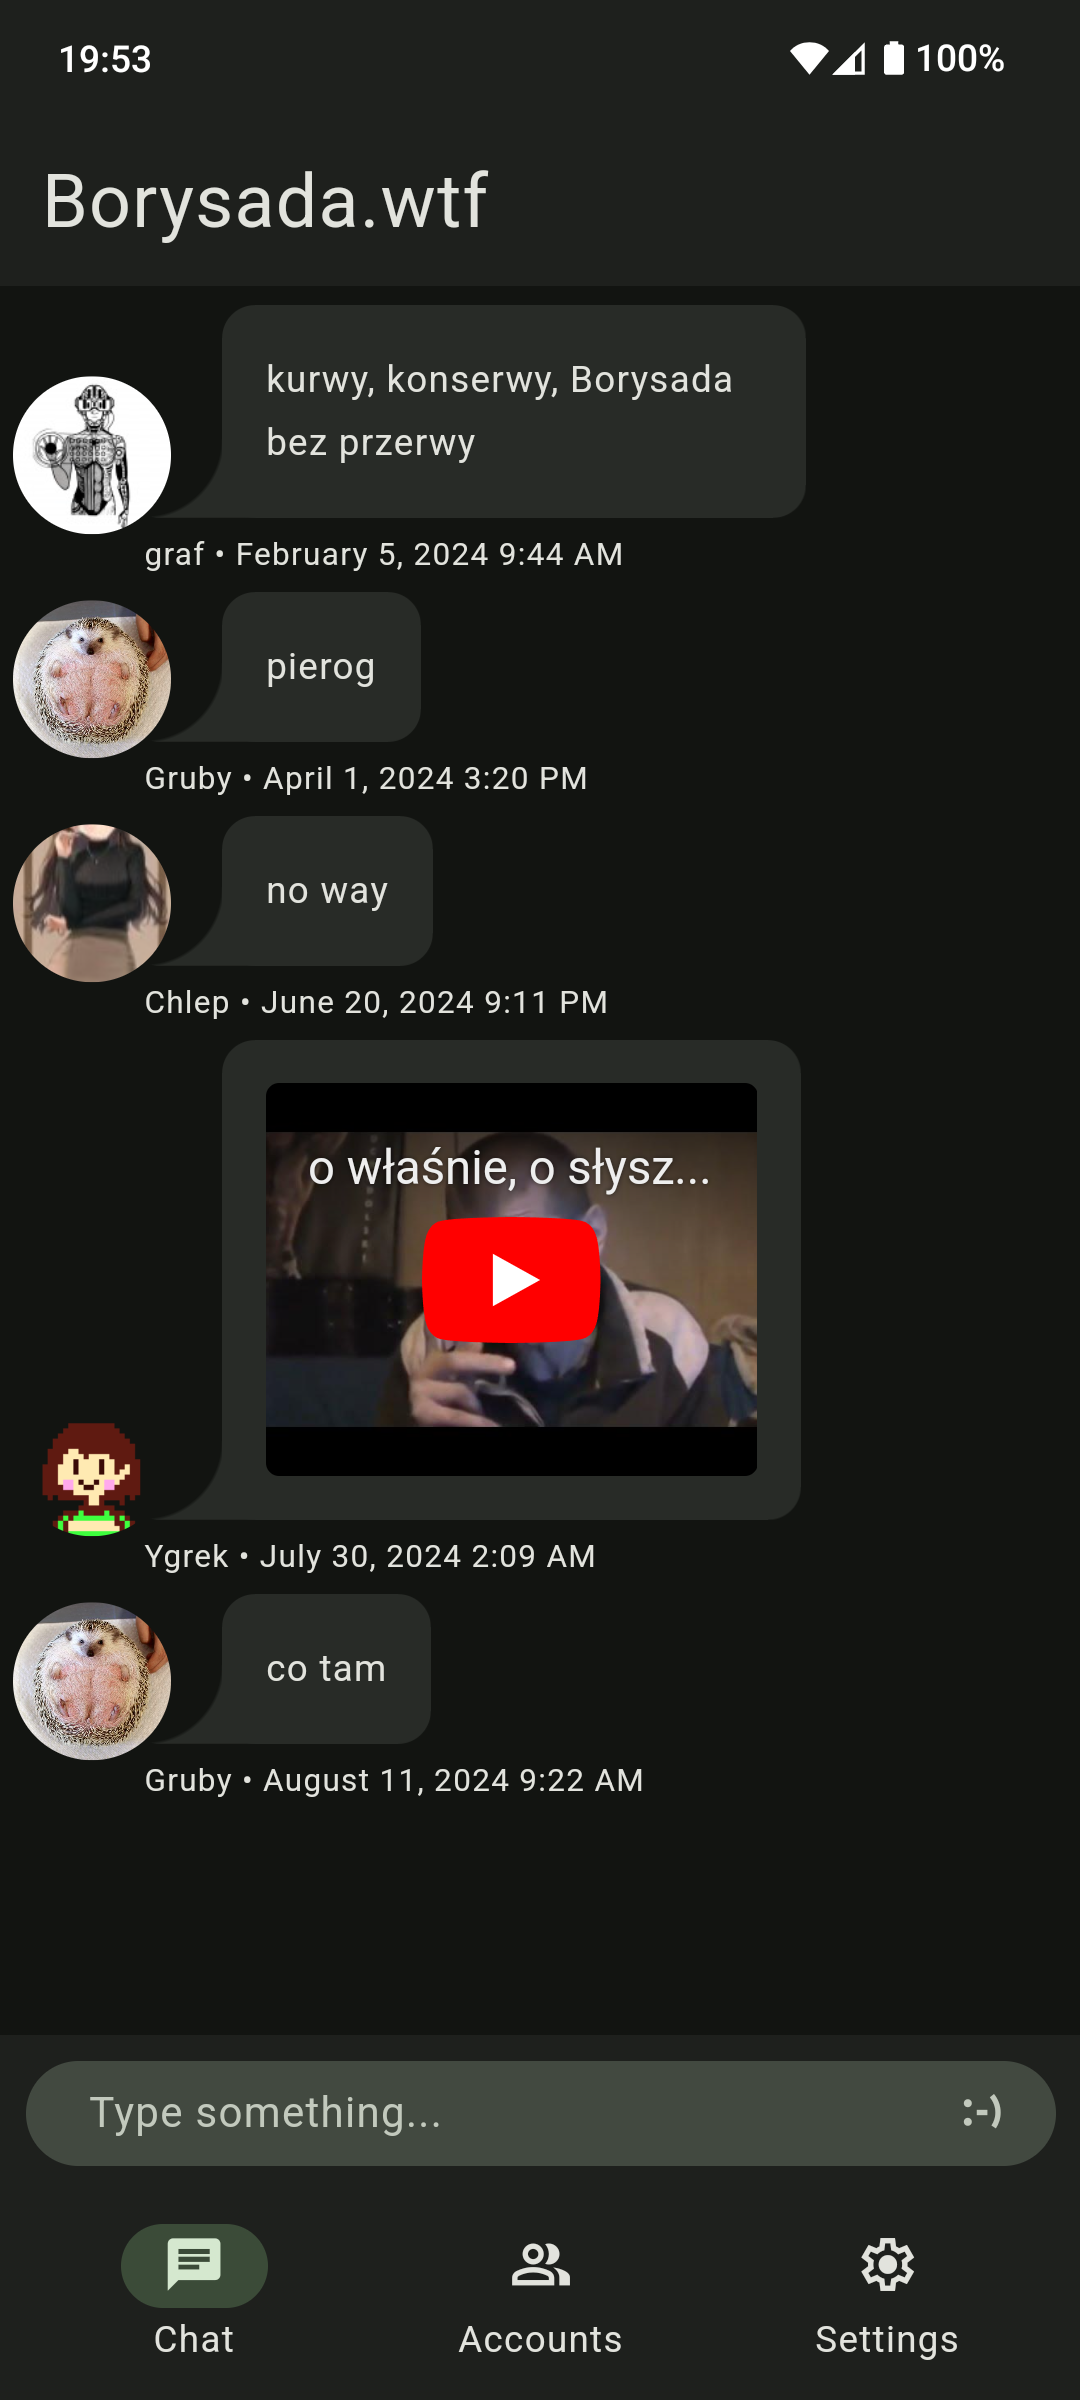 19:53
100%
Borysada.wtf
kurwy, konserwy, Borysada
bez przerwy
graf • February 5, 2024 9:44 AM
pierog
Gruby • April 1, 2024 3:20 PM
no way
Chlep • June 20, 2024 9:11 PM
o właśnie, o słysz...
Ygrek • July 30, 2024 2:09 AM
co tam
Gruby • August 11, 2024 9:22 AM
Type something...
:-)
Chat
Accounts
Settings